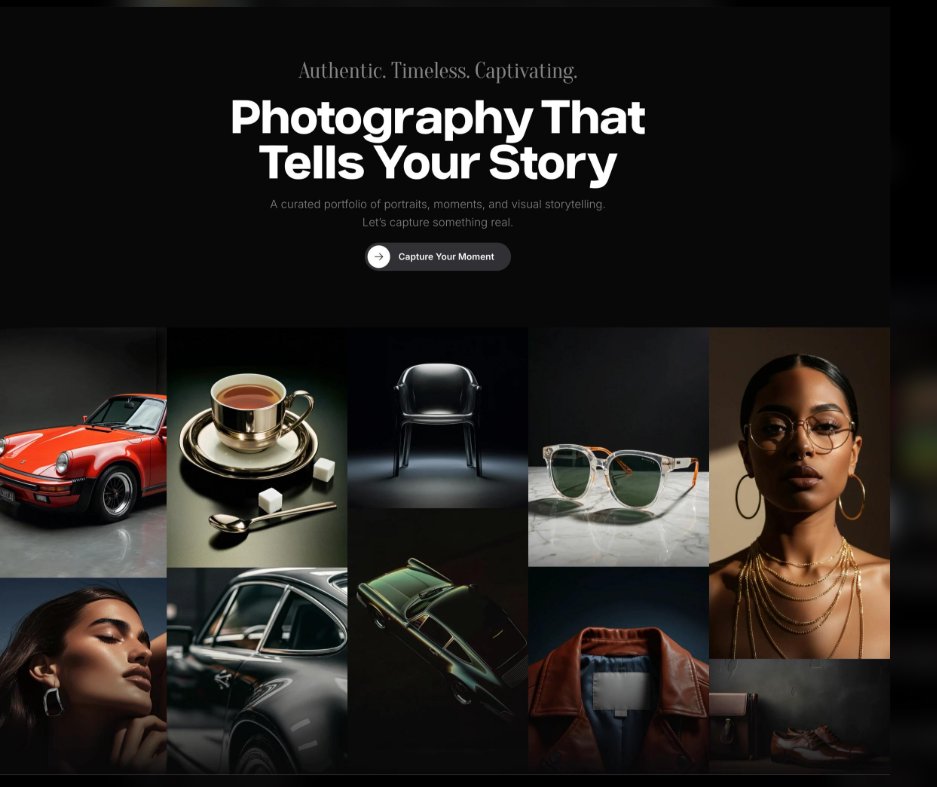 Authentic. Timeless. Captivating.
Photography That
Tells Your Story
A curated portfolio of portraits, moments, and visual storytelling.
Let's capture something real.
Capture Your Moment